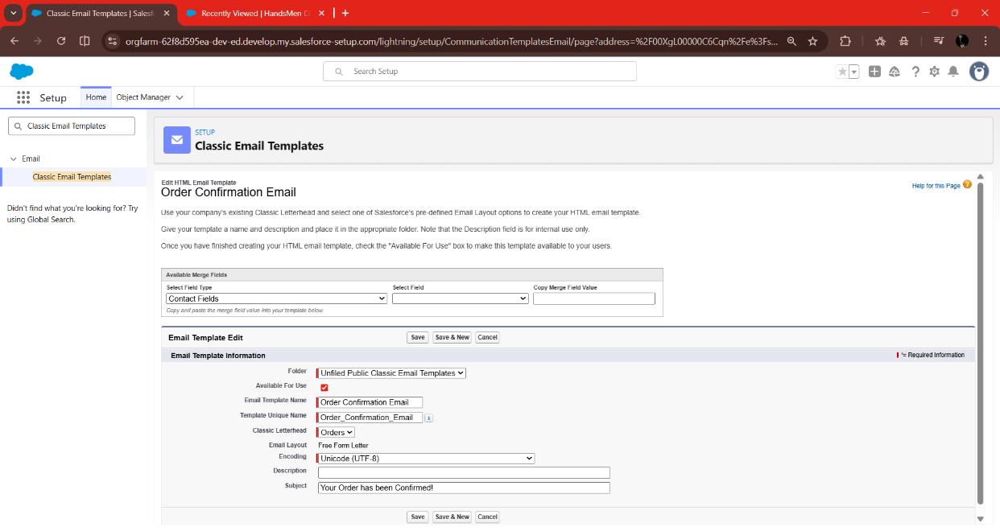 Classic Email Templates | Salesf
Recently Viewed | HandsMen C
orgfarm-62f8d595ea-dev-ed.develop.my.salesforce-setup.com/lightning/setup/CommunicationTemplatesEmail/page?address=%2F00XgL00000C6Cqn%2Fe%3Fs...
Search Setup
Setup
Home
Object Manager
Classic Email Templates
Email
Classic Email Templates
Didn't find what you're looking for? Try
using Global Search.
SETUP
Classic Email Templates
Edit HTML Email Template
Order Confirmation Email
Help for this Page
Use your company's existing Classic Letterhead and select one of Salesforce's pre-defined Email Layout options to create your HTML email template.
Give your template a name and description and place it in the appropriate folder. Note that the Description field is for internal use only.
Once you have finished creating your HTML email template, check the "Available For Use" box to make this template available to your users.
Available Merge Fields
Select Field Type Select Field Copy Merge Field Value
Contact Fields
Copy and paste the merge field value into your template below.
Email Template Edit Save Save & New Cancel
Email Template Information = Required Information
Folder Unfiled Public Classic Email Templates
Available For Use
Email Template Name Order Confirmation Email
Template Unique Name Order_Confirmation_Email i
Classic Letterhead Orders
Email Layout Free Form Letter
Encoding Unicode (UTF-8)
Description
Subject Your Order has been Confirmed!
Save Save & New Cancel